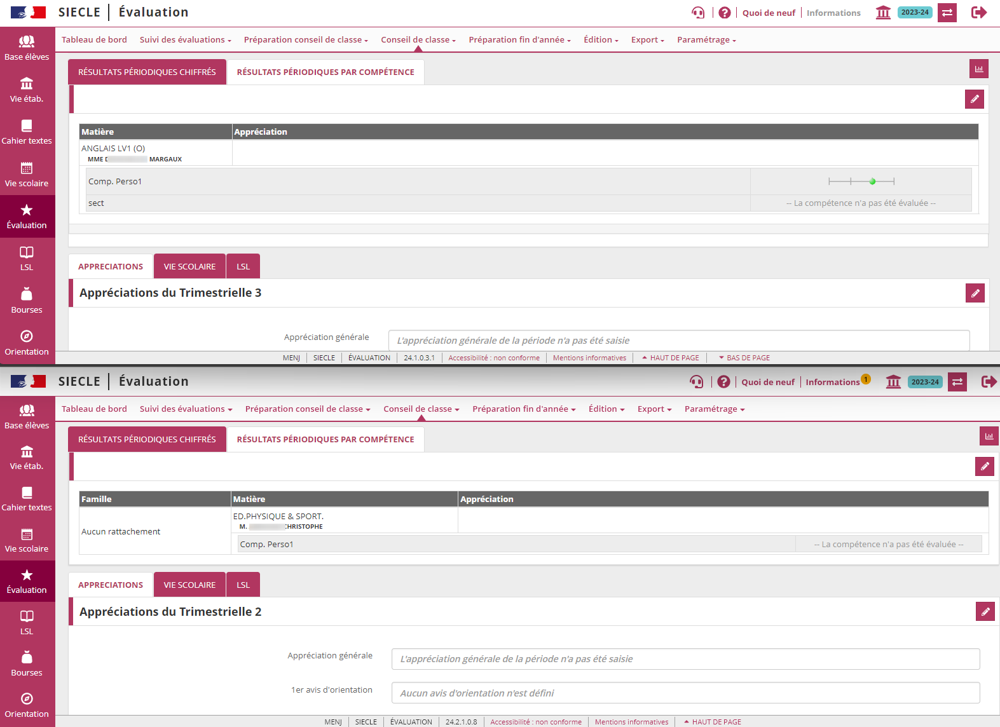 SIECLE | Évaluation
? | Quoi de neuf | Informations 2023-24
Base élèves
Vie étab.
Cahier textes
Vie scolaire
Évaluation
LSL
Bourses
Orientation
Tableau de bord Suivi des évaluations Préparation conseil de classe Conseil de classe Préparation fin d'année Édition Export Paramétrage
RÉSULTATS PÉRIODIQUES CHIFFRÉS RÉSULTATS PÉRIODIQUES PAR COMPÉTENCE
Matière Appréciation
ANGLAIS LV1 (O)
MME MARGAUX
Comp. Perso1
sect -- La compétence n'a pas été évaluée --
APPRECIATIONS VIE SCOLAIRE LSL
Appréciations du Trimestrielle 3
Appréciation générale L'appréciation générale de la période n'a pas été saisie
MENJ SIECLE ÉVALUATION 24.1.0.3.1 Accessibilité : non conforme Mentions informatives HAUT DE PAGE BAS DE PAGE
SIECLE | Évaluation
? | Quoi de neuf | Informations 1 2023-24
Base élèves
Vie étab.
Cahier textes
Vie scolaire
Évaluation
LSL
Bourses
Orientation
Tableau de bord Suivi des évaluations Préparation conseil de classe Conseil de classe Préparation fin d'année Édition Export Paramétrage
RÉSULTATS PÉRIODIQUES CHIFFRÉS RÉSULTATS PÉRIODIQUES PAR COMPÉTENCE
Famille Matière Appréciation
Aucun rattachement
ED.PHYSIQUE & SPORT.
M. CHRISTOPHE
Comp. Perso1 -- La compétence n'a pas été évaluée --
APPRECIATIONS VIE SCOLAIRE LSL
Appréciations du Trimestrielle 2
Appréciation générale L'appréciation générale de la période n'a pas été saisie
1er avis d'orientation Aucun avis d'orientation n'est défini
MENJ SIECLE ÉVALUATION 24.2.1.0.8 Accessibilité : non conforme Mentions informatives HAUT DE PAGE